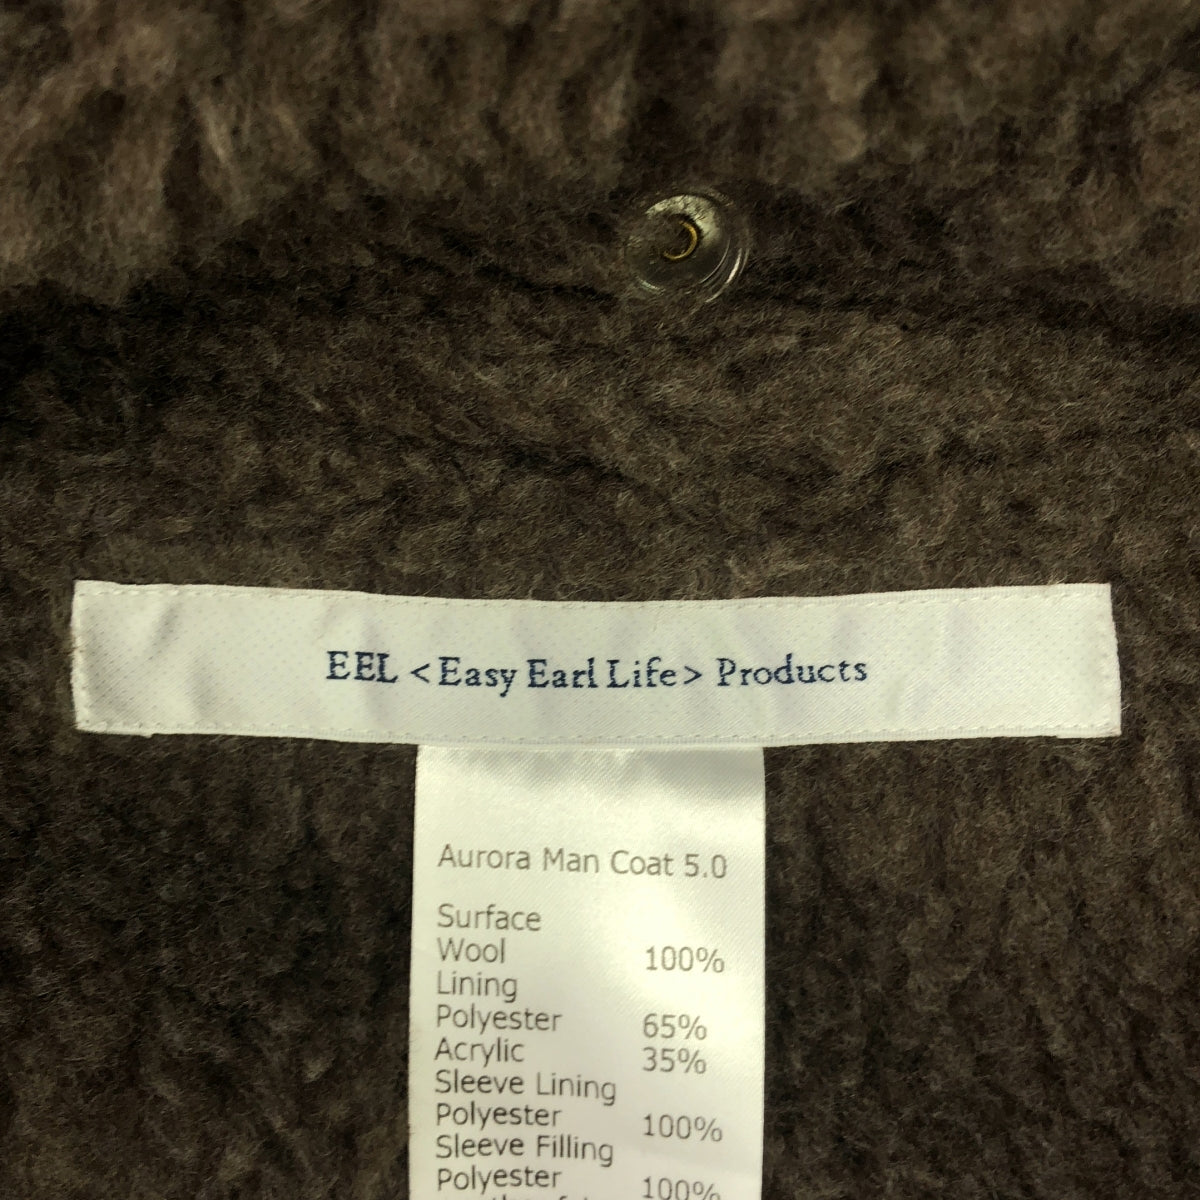 EEL <Easy Earl Life> Products
Aurora Man Coat 5.0
Surface
Wool 100%
Lining
Polyester 65%
Acrylic 35%
Sleeve Lining
Polyester 100%
Sleeve Filling
Polyester 100%